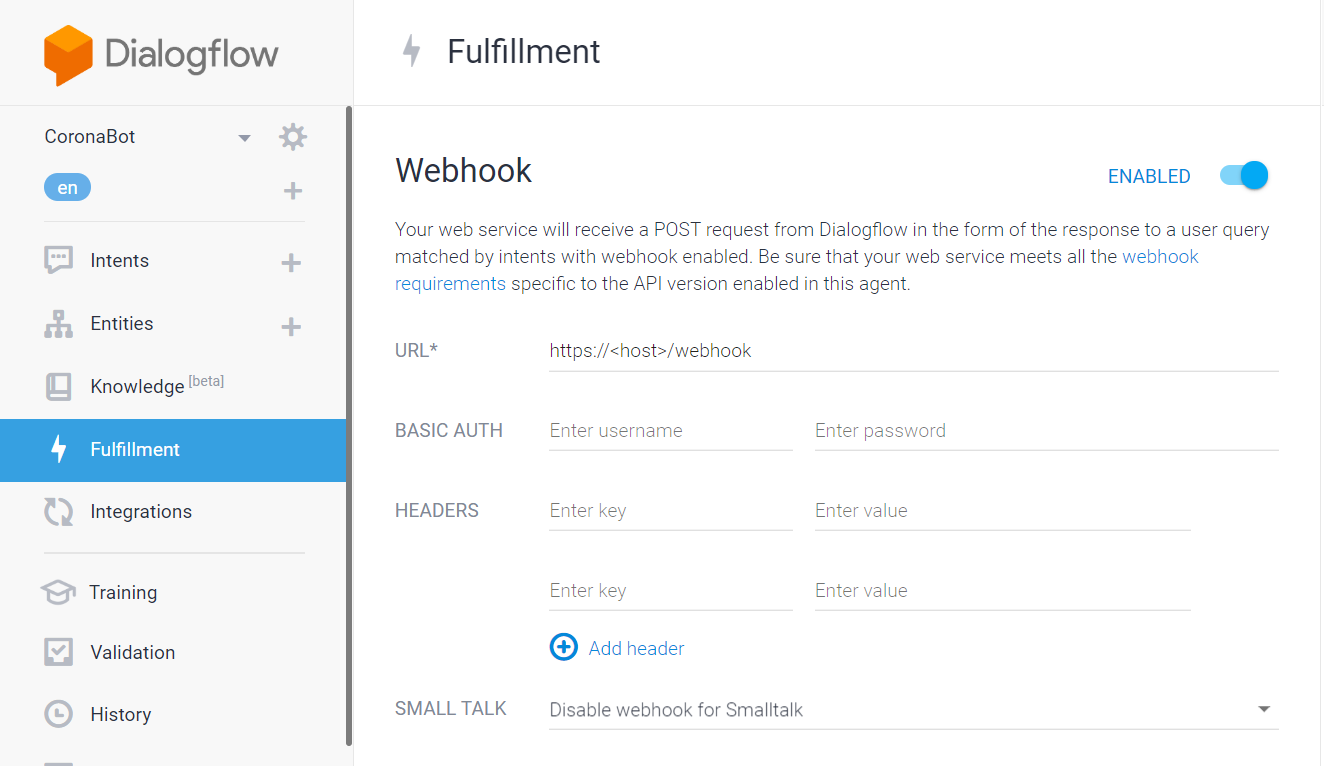 Dialogflow
CoronaBot
en
Intents
Entities
Knowledge [beta]
Fulfillment
Integrations
Training
Validation
History
Fulfillment
Webhook
ENABLED
Your web service will receive a POST request from Dialogflow in the form of the response to a user query
matched by intents with webhook enabled. Be sure that your web service meets all the webhook
requirements specific to the API version enabled in this agent.
URL* https://<host>/webhook
BASIC AUTH Enter username Enter password
HEADERS Enter key Enter value
Enter key Enter value
Add header
SMALL TALK Disable webhook for Smalltalk